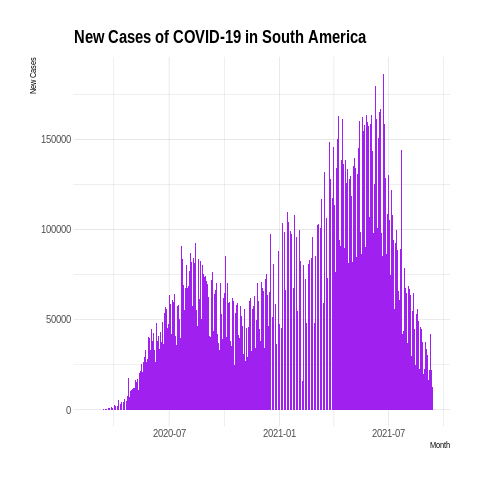 New Cases of COVID-19 in South America
New Cases
150000
100000
50000
0
2020-07
2021-01
2021-07
Month